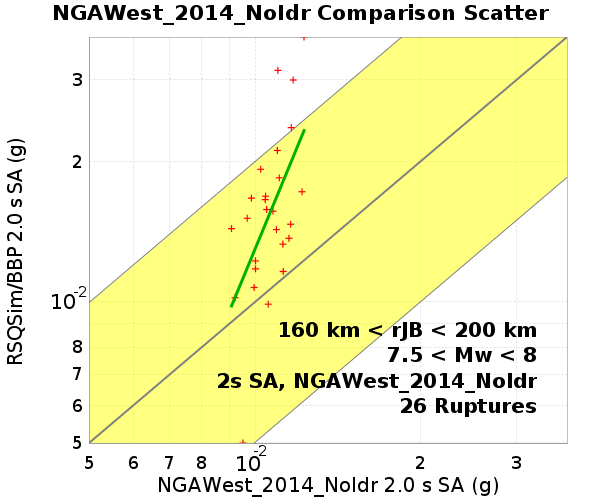 NGAWest_2014_NoIdr Comparison Scatter
RSQSim/BBP 2.0 s SA (g)
3
2
10-2
8
7
6
5
160 km < rJB < 200 km
7.5 < Mw < 8
2s SA, NGAWest_2014_NoIdr
26 Ruptures
5 6 7 8 10-2 2 3
NGAWest_2014_NoIdr 2.0 s SA (g)